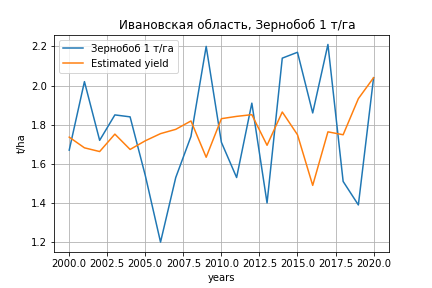 Ивановская область, Зернобоб 1 т/га
Зернобоб 1 т/га
Estimated yield
t/ha
2.2
2.0
1.8
1.6
1.4
1.2
2000.0 2002.5 2005.0 2007.5 2010.0 2012.5 2015.0 2017.5 2020.0
years